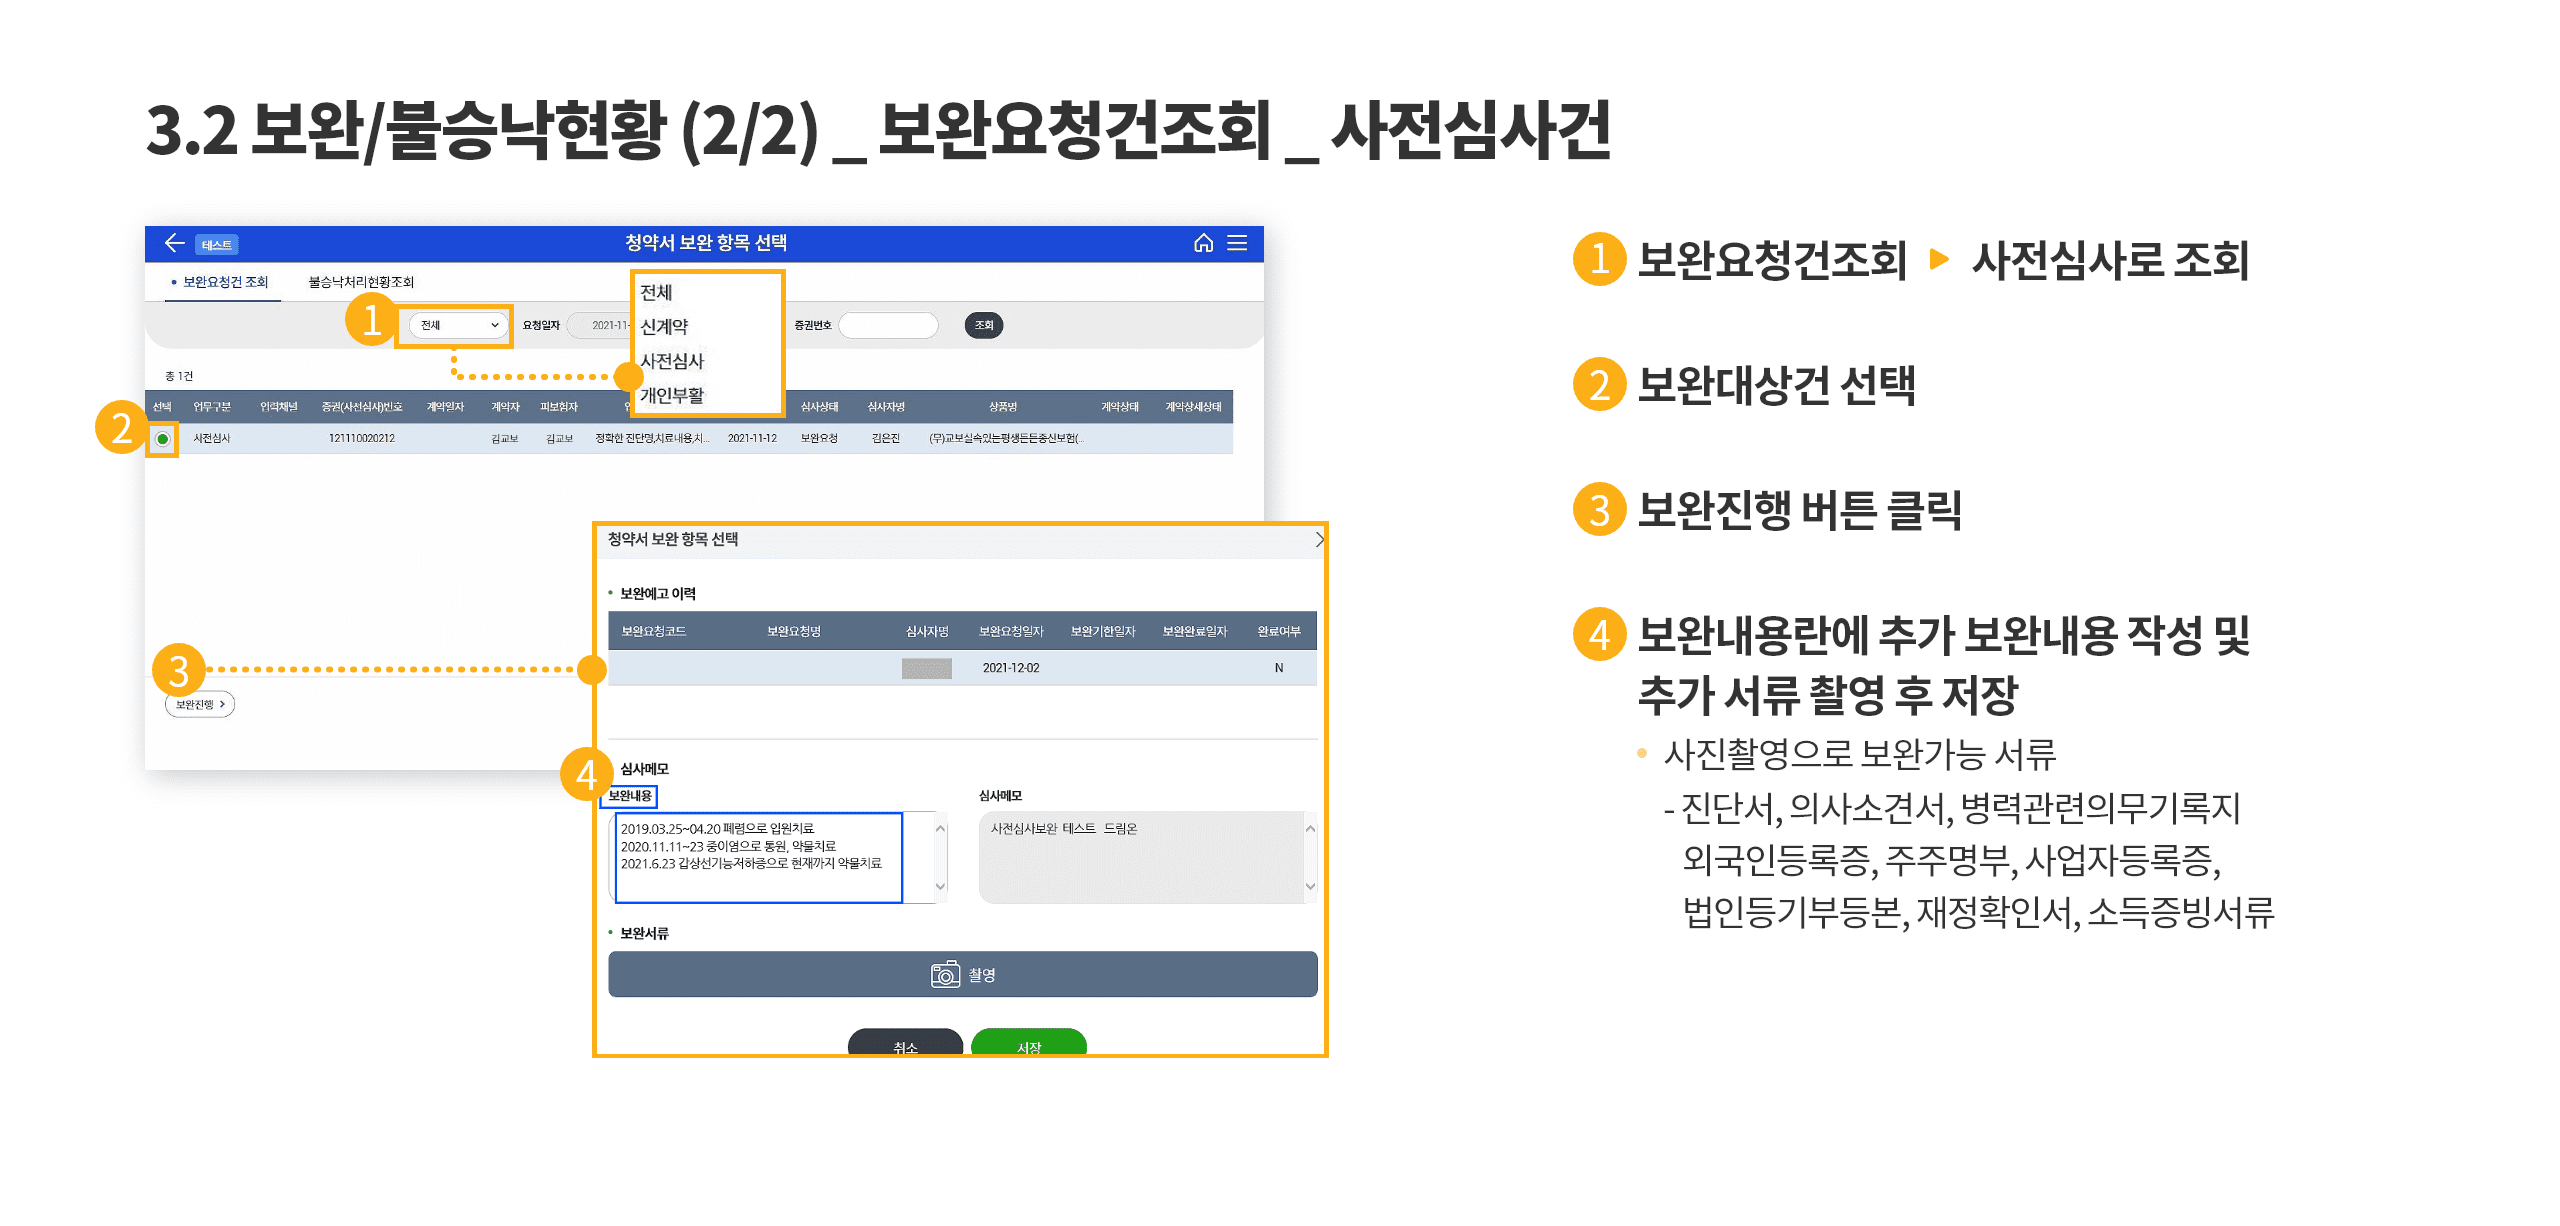 3.2 보완/불승낙현황 (2/2) _ 보완요청건조회 _ 사전심사건
테스트
청약서 보완 항목 선택
보완요청건 조회
불승낙처리현황조회
1
전체
요청일자
2021-11-
전체
신계약
사전심사
개인부활
증권번호
조회
총 1건
2
선택 업무구분 입력채널 증권(사전심사)번호 계약일자 계약자 피보험자 심사상태 심사자명 상품명 계약상태 계약상세상태
사전심사 121110020212 김교보 김교보 정확한 진단명,치료내용,치... 2021-11-12 보완요청 김은진 (무)교보실속있는평생든든종신보험(...
3
보완진행
청약서 보완 항목 선택
보완예고 이력
보완요청코드 보완요청명 심사자명 보완요청일자 보완기한일자 보완완료일자 완료여부
2021-12-02 N
4
심사메모
보완내용
2019.03.25~04.20 폐렴으로 입원치료
2020.11.11~23 중이염으로 통원, 약물치료
2021.6.23 갑상선기능저하증으로 현재까지 약물치료
심사메모
사전심사보완 테스트 드림온
보완서류
촬영
취소
저장
1 보완요청건조회 ▶ 사전심사로 조회
2 보완대상건 선택
3 보완진행 버튼 클릭
4 보완내용란에 추가 보완내용 작성 및
추가 서류 촬영 후 저장
• 사진촬영으로 보완가능 서류
- 진단서, 의사소견서, 병력관련의무기록지
외국인등록증, 주주명부, 사업자등록증,
법인등기부등본, 재정확인서, 소득증빙서류